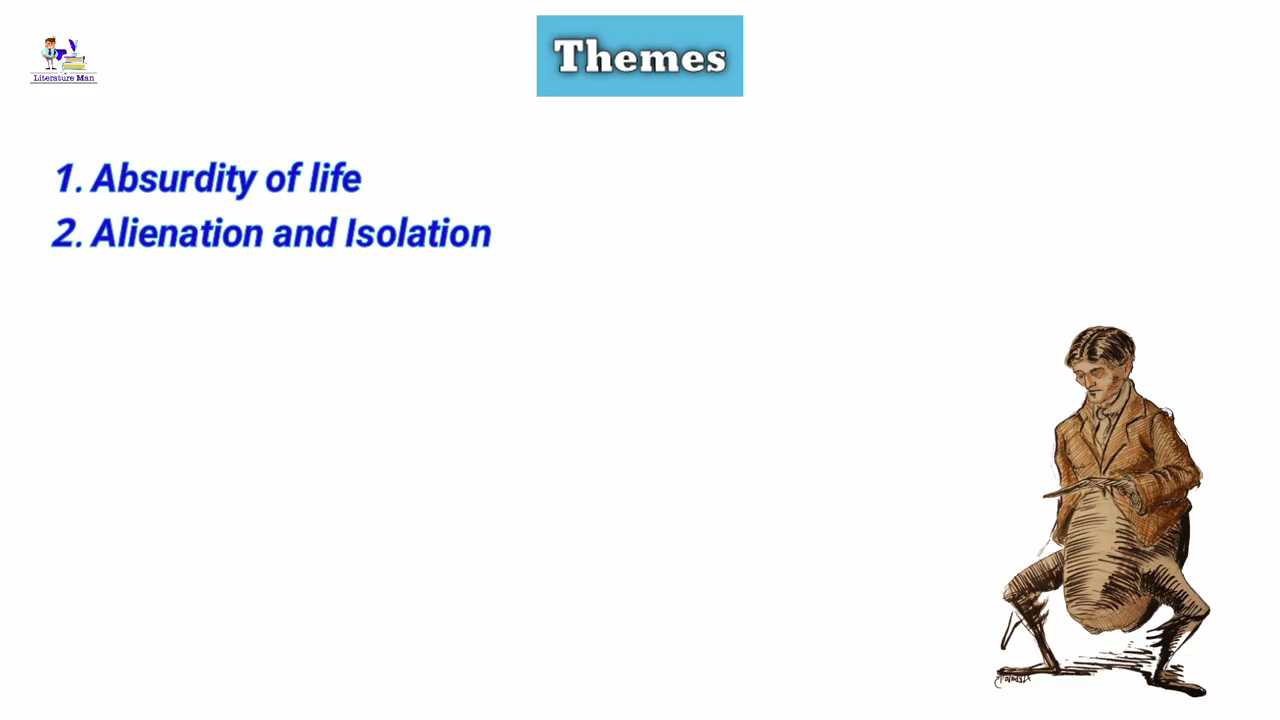 Literature Man
Themes
1. Absurdity of life
2. Alienation and Isolation